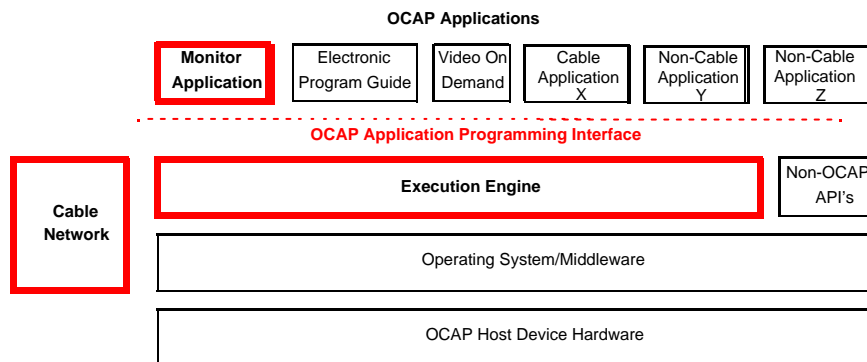 OCAP Applications
Monitor
Application
Electronic
Program Guide
Video On
Demand
Cable
Application
X
Non-Cable
Application
Y
Non-Cable
Application
Z
OCAP Application Programming Interface
Cable
Network
Execution Engine
Non-OCAP
API's
Operating System/Middleware
OCAP Host Device Hardware